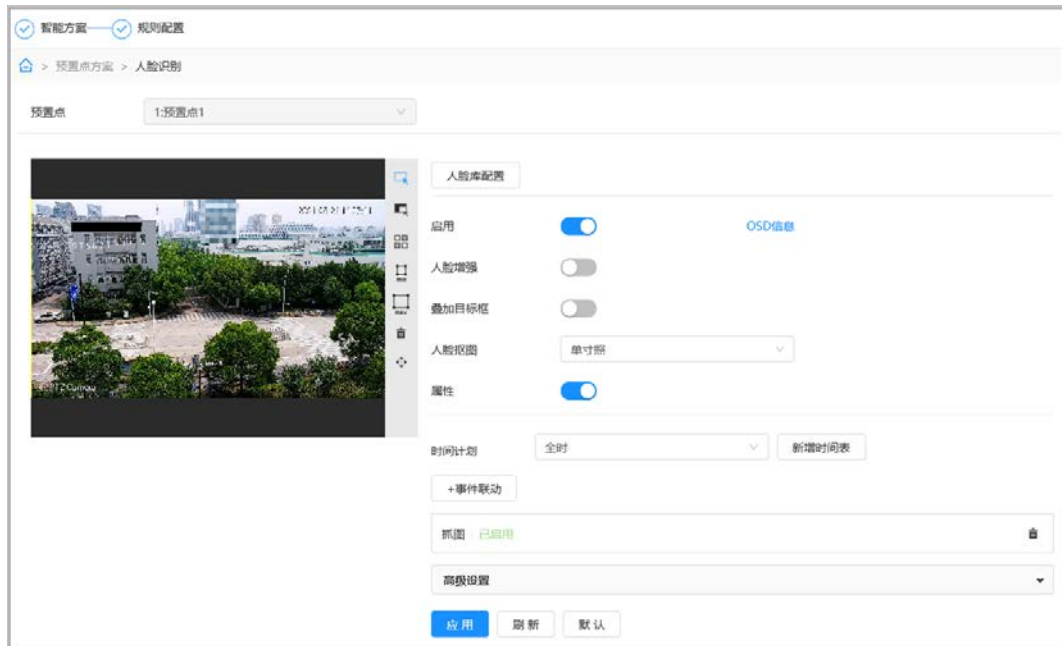 智能方案 规则配置
> 预置点方案 > 人脸识别
预置点 1:预置点1
人脸库配置
启用 OSD信息
人脸增强
叠加目标框
人脸抠图 单寸照
属性
时间计划 全时 新增时间表
+事件联动
抓图 已启用
高级设置
应用 刷新 默认
PTZ Camera